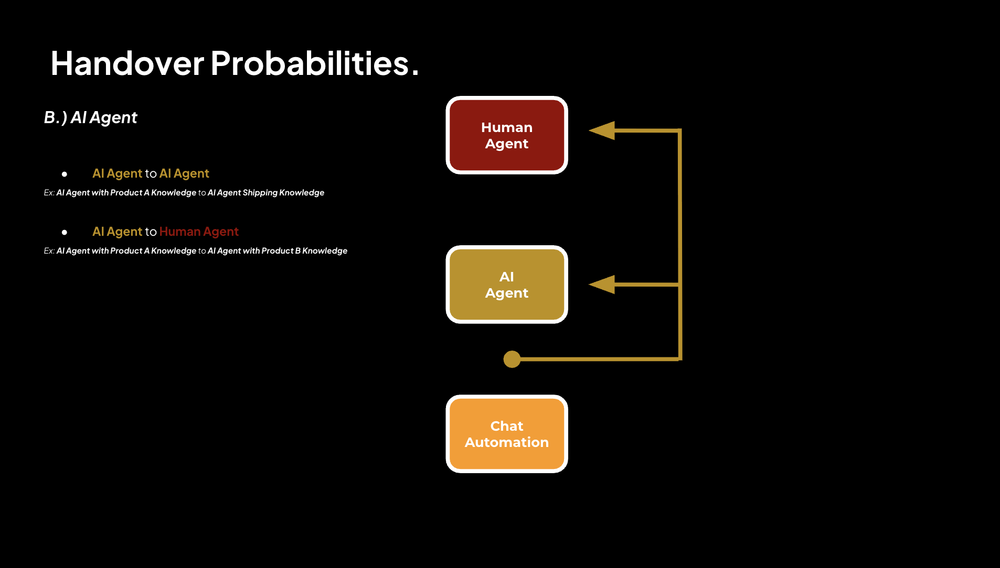 Handover Probabilities.
B.) AI Agent
● AI Agent to AI Agent
Ex: AI Agent with Product A Knowledge to AI Agent Shipping Knowledge
● AI Agent to Human Agent
Ex: AI Agent with Product A Knowledge to AI Agent with Product B Knowledge
Human
Agent
AI
Agent
Chat
Automation